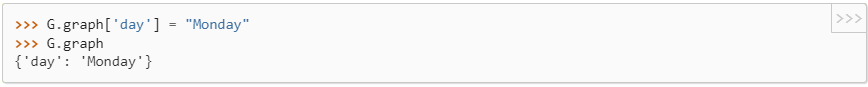 >>> G.graph['day'] = "Monday"
>>> G.graph
{'day': 'Monday'}
>>>